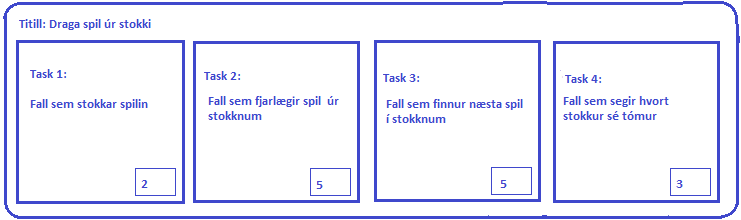 Titill: Draga spil úr stokki
Task 1:
Fall sem stokkar spilin
2
Task 2:
Fall sem fjarlægir spil úr
stokknum
5
Task 3:
Fall sem finnur næsta spil
í stokknum
5
Task 4:
Fall sem segir hvort
stokkur sé tómur
3